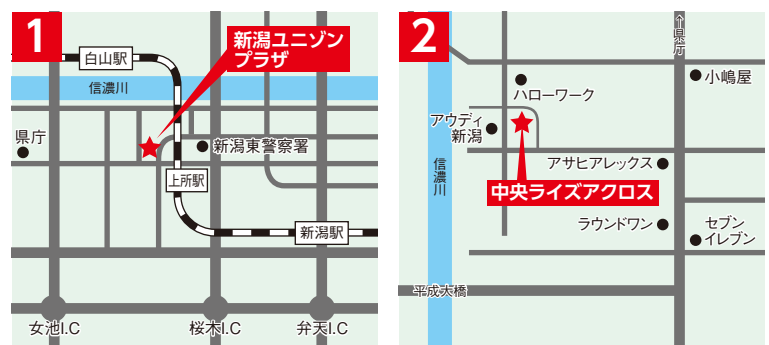 1
白山駅
新潟ユニゾン
プラザ
信濃川
県庁
新潟東警察署
上所駅
新潟駅
女池I.C
桜木I.C
弁天I.C
2
↑県庁
小嶋屋
ハローワーク
アウディ
新潟
信濃川
アサヒアレックス
中央ライズアクロス
ラウンドワン
セブン
イレブン
平成大橋